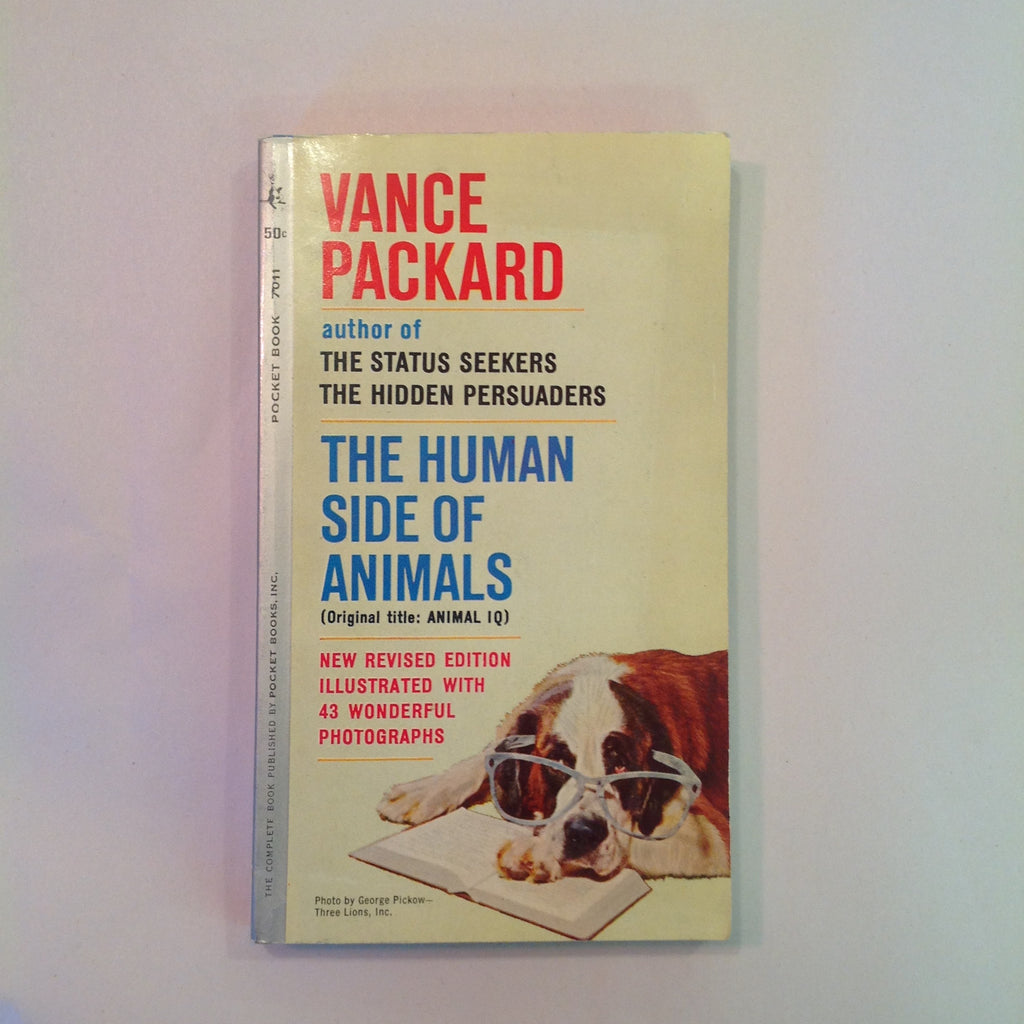 50c
POCKET BOOK 7011
THE COMPLETE BOOK PUBLISHED BY POCKET BOOKS, INC.
VANCE
PACKARD
author of
THE STATUS SEEKERS
THE HIDDEN PERSUADERS
THE HUMAN
SIDE OF
ANIMALS
(Original title: ANIMAL IQ)
NEW REVISED EDITION
ILLUSTRATED WITH
43 WONDERFUL
PHOTOGRAPHS
Photo by George Pickow—
Three Lions, Inc.